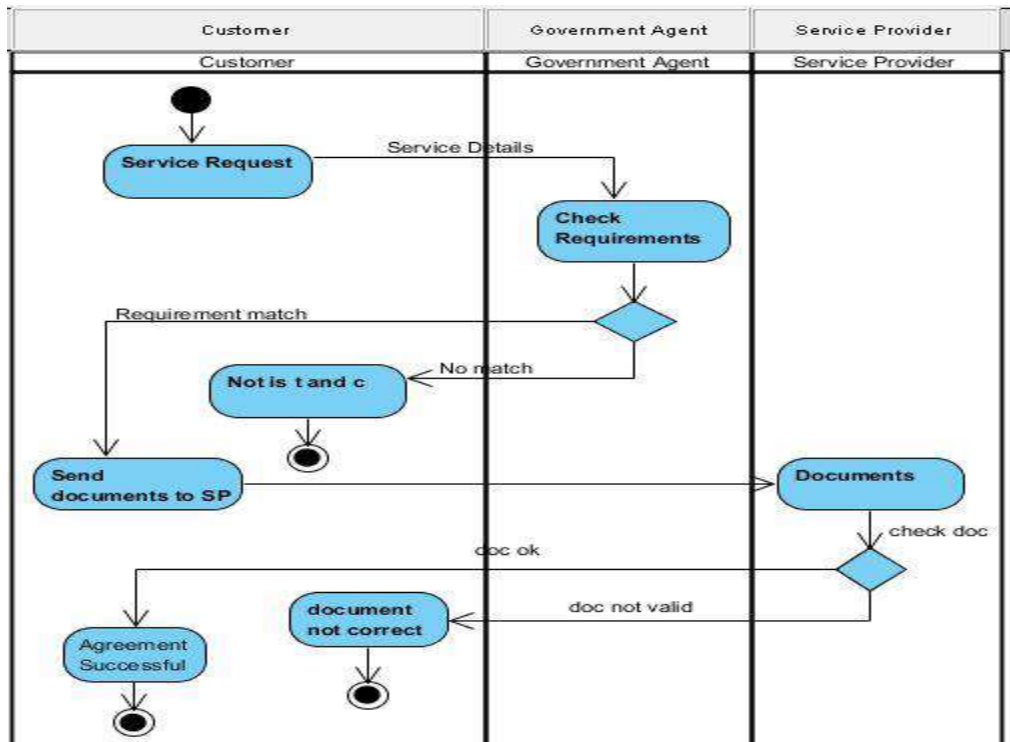 Customer
Government Agent
Service Provider
Customer
Government Agent
Service Provider
Service Request
Service Details
Check
Requirements
Requirement match
No match
Not is t and c
Send
documents to SP
Documents
check doc
doc ok
doc not valid
document
not correct
Agreement
Successful